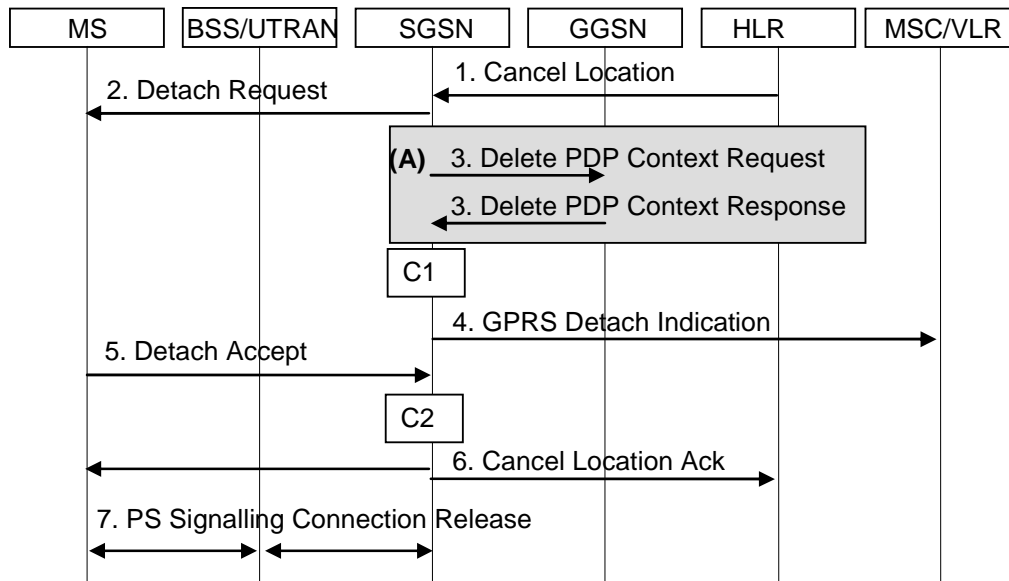 MS BSS/UTRAN SGSN GGSN HLR MSC/VLR
1. Cancel Location
2. Detach Request
(A) 3. Delete PDP Context Request
3. Delete PDP Context Response
C1
4. GPRS Detach Indication
5. Detach Accept
C2
6. Cancel Location Ack
7. PS Signalling Connection Release